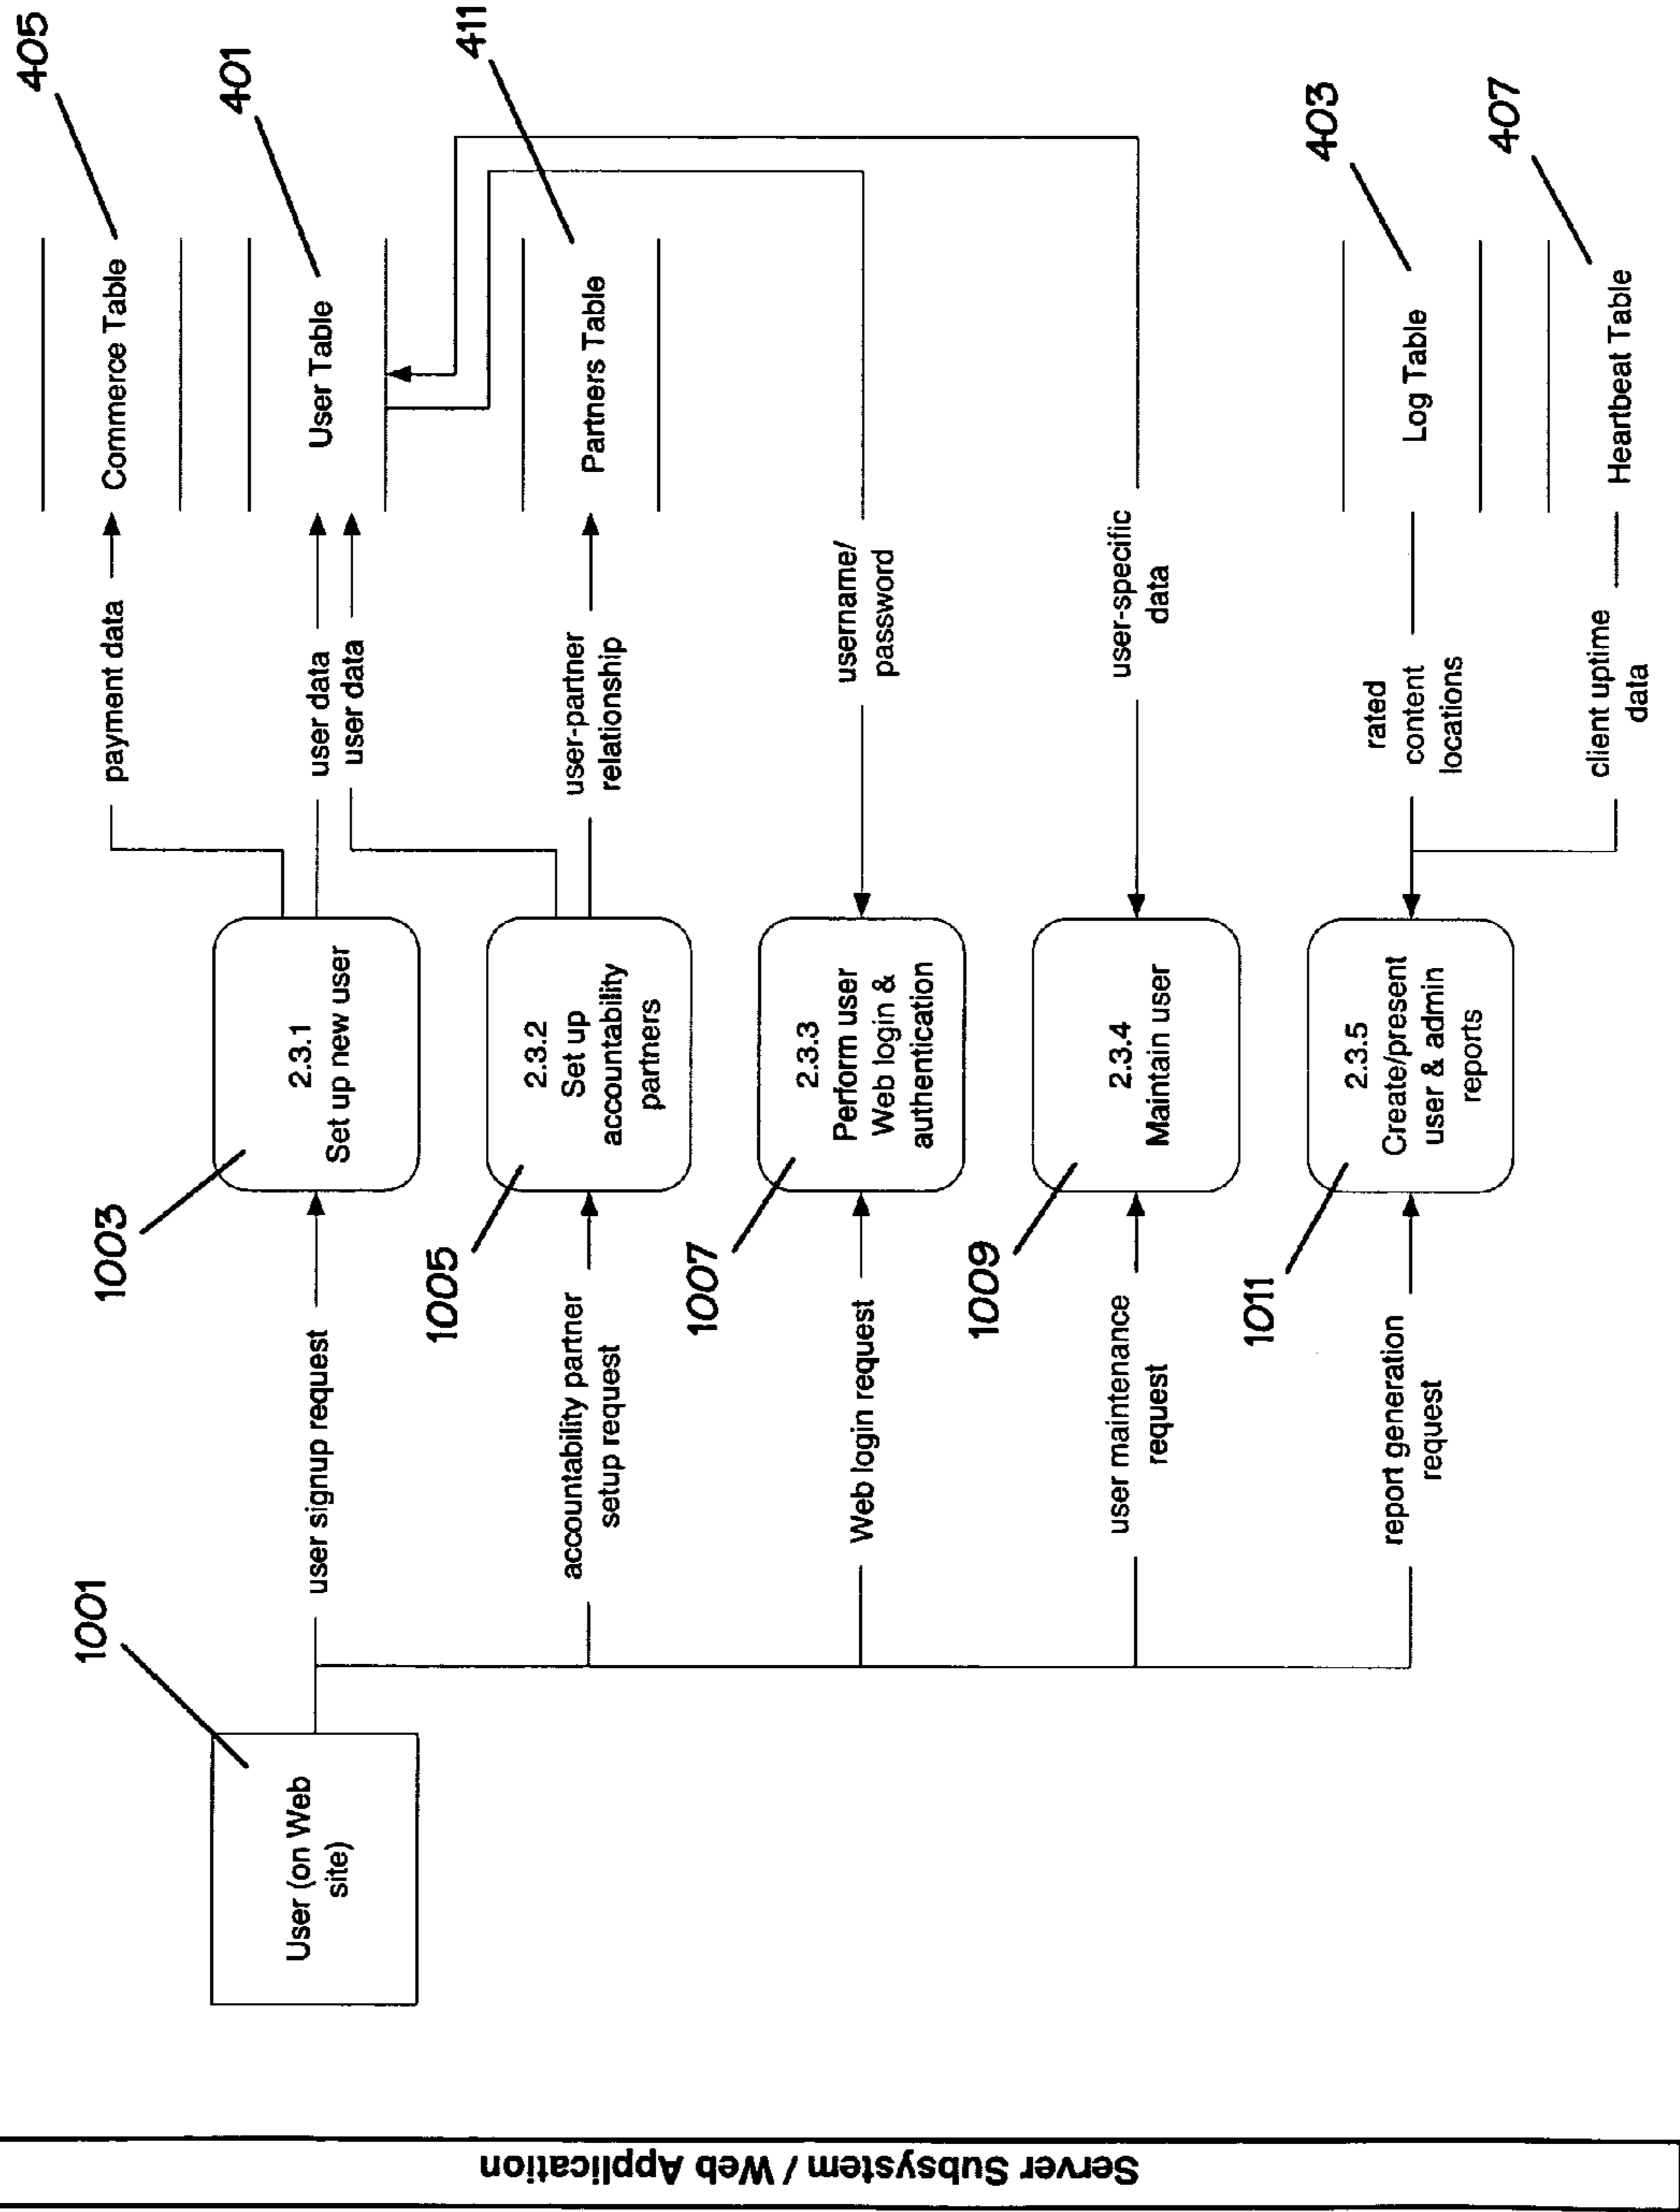 Server Subsystem / Web Application
1001
User (on Web
site)
user signup request
accountability partner
setup request
Web login request
user maintenance
request
report generation
request
1003
2.3.1
Set up new user
1005
2.3.2
Set up
accountability
partners
1007
2.3.3
Perform user
Web login &
authentication
1009
2.3.4
Maintain user
1011
2.3.5
Create/present
user & admin
reports
payment data
user data
user data
user-partner
relationship
username/
password
user-specific
data
rated
content
locations
client uptime
data
405
Commerce Table
401
User Table
411
Partners Table
403
Log Table
407
Heartbeat Table